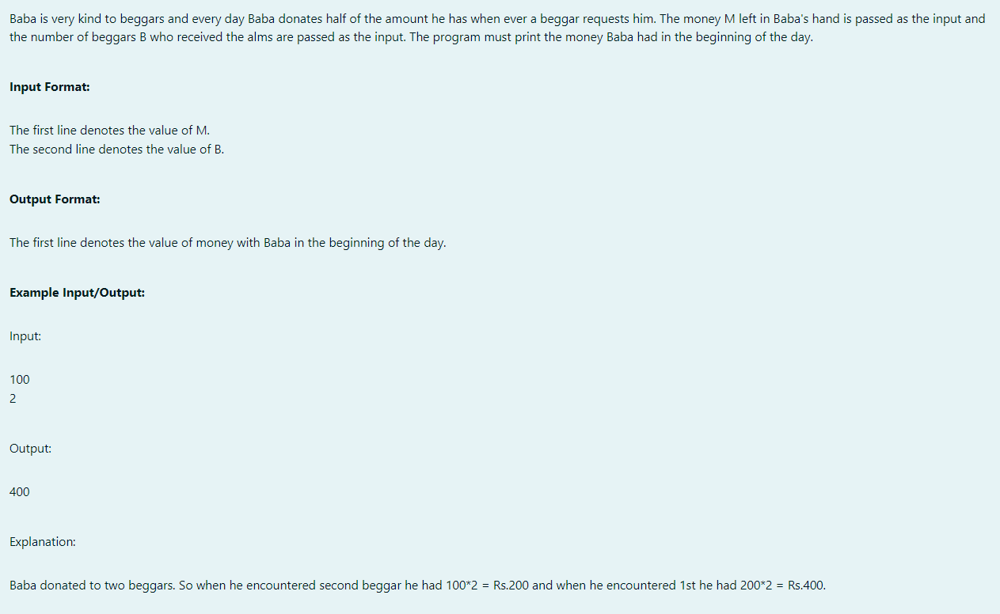 Baba is very kind to beggars and every day Baba donates half of the amount he has when ever a beggar requests him. The money M left in Baba's hand is passed as the input and
the number of beggars B who received the alms are passed as the input. The program must print the money Baba had in the beginning of the day.
Input Format:
The first line denotes the value of M.
The second line denotes the value of B.
Output Format:
The first line denotes the value of money with Baba in the beginning of the day.
Example Input/Output:
Input:
100
2
Output:
400
Explanation:
Baba donated to two beggars. So when he encountered second beggar he had 100*2 = Rs.200 and when he encountered 1st he had 200*2 = Rs.400.